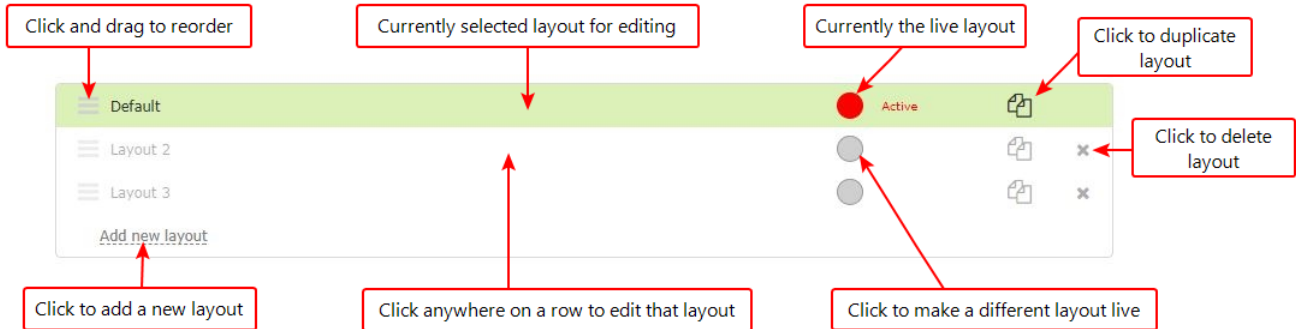 Click and drag to reorder
Currently selected layout for editing
Currently the live layout
Click to duplicate
layout
Default
Active
Layout 2
Click to delete
layout
Layout 3
Add new layout
Click to add a new layout
Click anywhere on a row to edit that layout
Click to make a different layout live